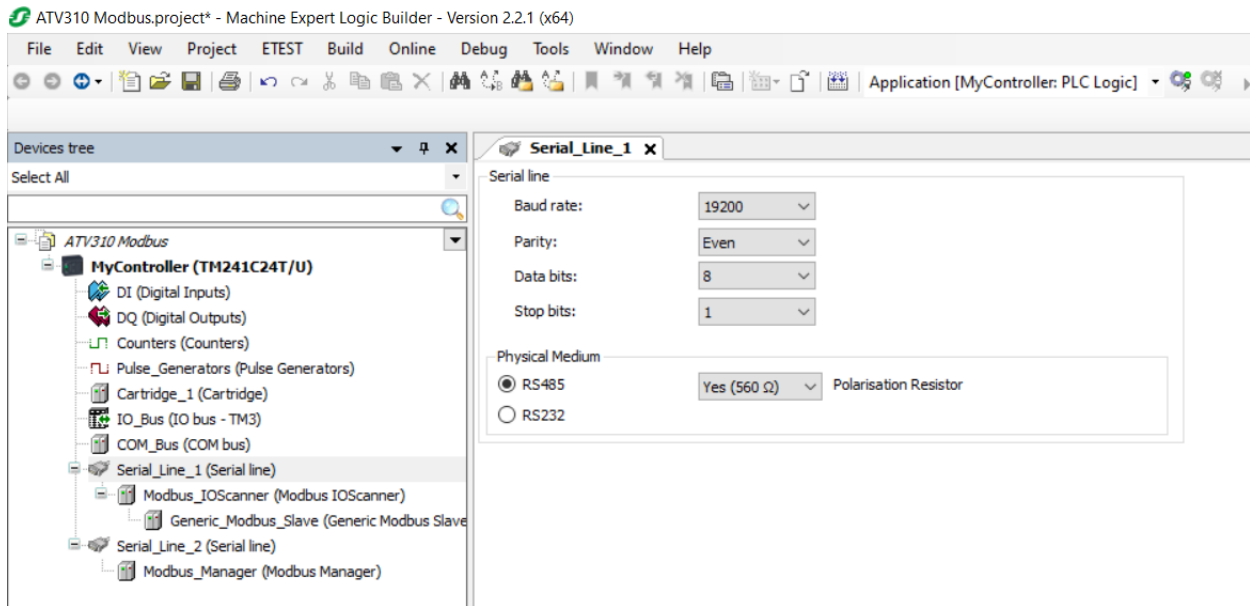 ATV310 Modbus.project* - Machine Expert Logic Builder - Version 2.2.1 (x64)
File Edit View Project ETEST Build Online Debug Tools Window Help
Application [MyController: PLC Logic]
Devices tree
Select All
ATV310 Modbus
MyController (TM241C24T/U)
DI (Digital Inputs)
DQ (Digital Outputs)
Counters (Counters)
Pulse_Generators (Pulse Generators)
Cartridge_1 (Cartridge)
IO_Bus (IO bus - TM3)
COM_Bus (COM bus)
Serial_Line_1 (Serial line)
Modbus_IOScanner (Modbus IOScanner)
Generic_Modbus_Slave (Generic Modbus Slave
Serial_Line_2 (Serial line)
Modbus_Manager (Modbus Manager)
Serial_Line_1
Serial line
Baud rate: 19200
Parity: Even
Data bits: 8
Stop bits: 1
Physical Medium
RS485 Yes (560 Ω) Polarisation Resistor
RS232